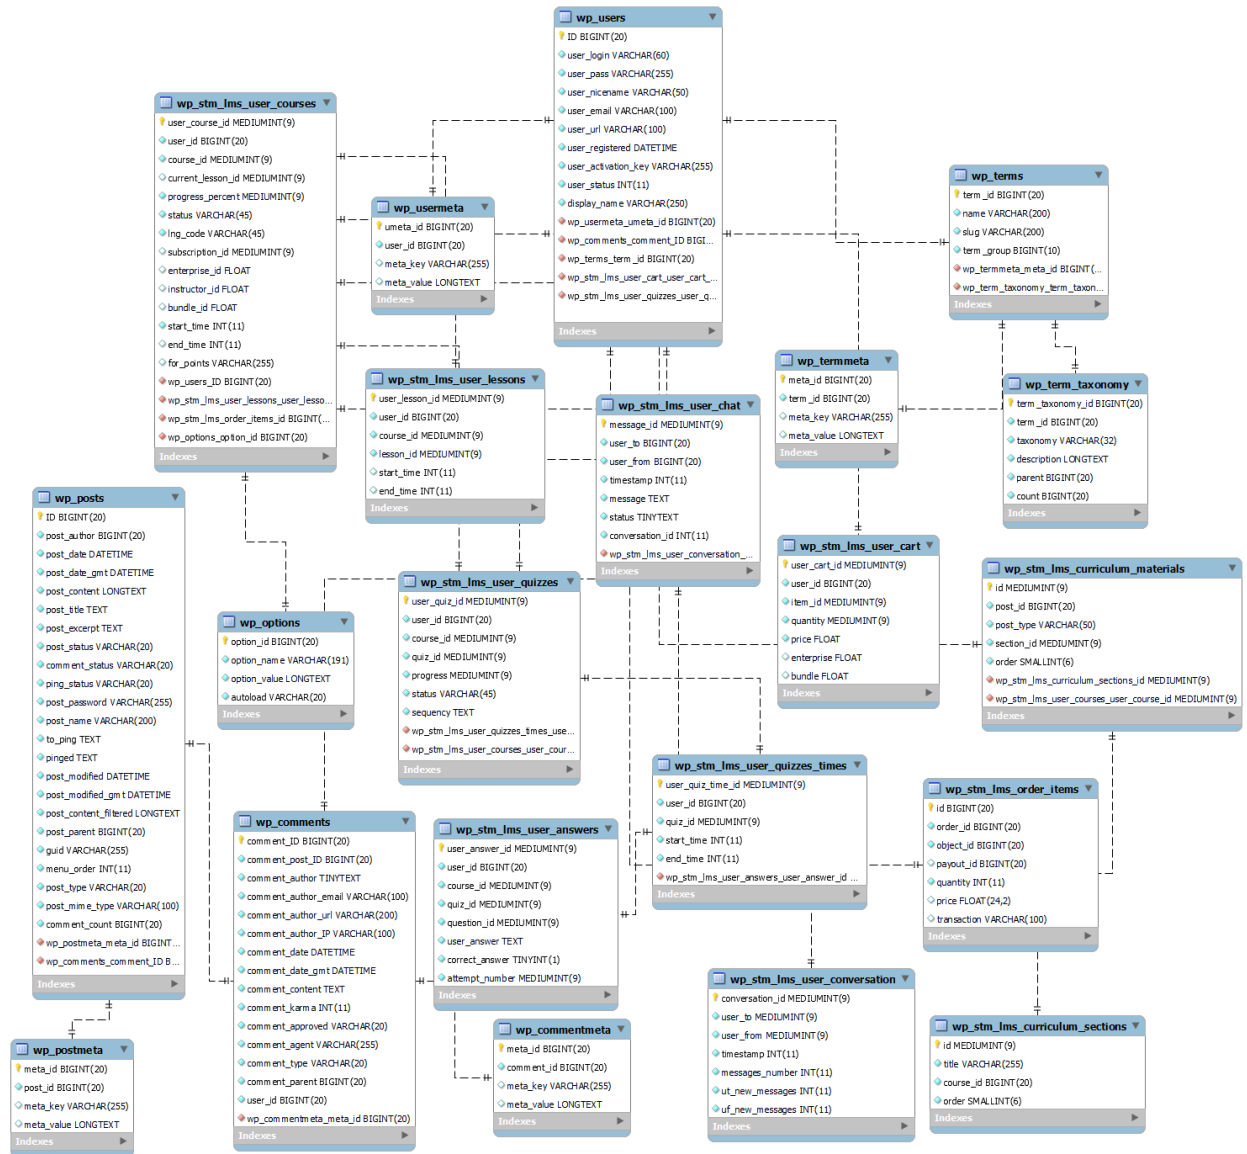 wp_users
ID BIGINT(20)
user_login VARCHAR(60)
user_pass VARCHAR(255)
user_nicename VARCHAR(50)
user_email VARCHAR(100)
user_url VARCHAR(100)
user_registered DATETIME
user_activation_key VARCHAR(255)
user_status INT(11)
display_name VARCHAR(250)
wp_usermeta_umeta_id BIGINT(20)
wp_comments_comment_ID BIGI...
wp_terms_term_id BIGINT(20)
wp_stm_lms_user_cart_user_cart_...
wp_stm_lms_user_quizzes_user_q...
Indexes
wp_stm_lms_user_courses
user_course_id MEDIUMINT(9)
user_id BIGINT(20)
course_id MEDIUMINT(9)
current_lesson_id MEDIUMINT(9)
progress_percent MEDIUMINT(9)
status VARCHAR(45)
lng_code VARCHAR(45)
subscription_id MEDIUMINT(9)
enterprise_id FLOAT
instructor_id FLOAT
bundle_id FLOAT
start_time INT(11)
end_time INT(11)
for_points VARCHAR(255)
wp_users_ID BIGINT(20)
wp_stm_lms_user_lessons_user_lesso...
wp_stm_lms_order_items_id BIGINT(...
wp_options_option_id BIGINT(20)
Indexes
wp_usermeta
umeta_id BIGINT(20)
user_id BIGINT(20)
meta_key VARCHAR(255)
meta_value LONGTEXT
Indexes
wp_terms
term_id BIGINT(20)
name VARCHAR(200)
slug VARCHAR(200)
term_group BIGINT(10)
wp_termmeta_meta_id BIGINT(...
wp_term_taxonomy_term_taxon...
Indexes
wp_stm_lms_user_lessons
user_lesson_id MEDIUMINT(9)
user_id BIGINT(20)
course_id MEDIUMINT(9)
lesson_id MEDIUMINT(9)
start_time INT(11)
end_time INT(11)
Indexes
wp_stm_lms_user_chat
message_id MEDIUMINT(9)
user_to BIGINT(20)
user_from BIGINT(20)
timestamp INT(11)
message TEXT
status TINYTEXT
conversation_id INT(11)
wp_stm_lms_user_conversation_...
Indexes
wp_termmeta
meta_id BIGINT(20)
term_id BIGINT(20)
meta_key VARCHAR(255)
meta_value LONGTEXT
Indexes
wp_term_taxonomy
term_taxonomy_id BIGINT(20)
term_id BIGINT(20)
taxonomy VARCHAR(32)
description LONGTEXT
parent BIGINT(20)
count BIGINT(20)
Indexes
wp_posts
ID BIGINT(20)
post_author BIGINT(20)
post_date DATETIME
post_date_gmt DATETIME
post_content LONGTEXT
post_title TEXT
post_excerpt TEXT
post_status VARCHAR(20)
comment_status VARCHAR(20)
ping_status VARCHAR(20)
post_password VARCHAR(255)
post_name VARCHAR(200)
to_ping TEXT
pinged TEXT
post_modified DATETIME
post_modified_gmt DATETIME
post_content_filtered LONGTEXT
post_parent BIGINT(20)
guid VARCHAR(255)
menu_order INT(11)
post_type VARCHAR(20)
post_mime_type VARCHAR(100)
comment_count BIGINT(20)
wp_postmeta_meta_id BIGINT...
wp_comments_comment_ID B...
Indexes
wp_options
option_id BIGINT(20)
option_name VARCHAR(191)
option_value LONGTEXT
autoload VARCHAR(20)
Indexes
wp_stm_lms_user_quizzes
user_quiz_id MEDIUMINT(9)
user_id BIGINT(20)
course_id MEDIUMINT(9)
quiz_id MEDIUMINT(9)
progress MEDIUMINT(9)
status VARCHAR(45)
sequency TEXT
wp_stm_lms_user_quizzes_times_use...
wp_stm_lms_user_courses_user_cour...
Indexes
wp_stm_lms_user_cart
user_cart_id MEDIUMINT(9)
user_id BIGINT(20)
item_id MEDIUMINT(9)
quantity MEDIUMINT(9)
price FLOAT
enterprise FLOAT
bundle FLOAT
Indexes
wp_stm_lms_curriculum_materials
id MEDIUMINT(9)
post_id BIGINT(20)
post_type VARCHAR(50)
section_id MEDIUMINT(9)
order SMALLINT(6)
wp_stm_lms_curriculum_sections_id MEDIUMINT(9)
wp_stm_lms_user_courses_user_course_id MEDIUMINT(9)
Indexes
wp_stm_lms_user_quizzes_times
user_quiz_time_id MEDIUMINT(9)
user_id BIGINT(20)
quiz_id MEDIUMINT(9)
start_time INT(11)
end_time INT(11)
wp_stm_lms_user_answers_user_answer_id ...
Indexes
wp_stm_lms_order_items
id BIGINT(20)
order_id BIGINT(20)
object_id BIGINT(20)
payout_id BIGINT(20)
quantity INT(11)
price FLOAT(24,2)
transaction VARCHAR(100)
Indexes
wp_comments
comment_ID BIGINT(20)
comment_post_ID BIGINT(20)
comment_author TINYTEXT
comment_author_email VARCHAR(100)
comment_author_url VARCHAR(200)
comment_author_IP VARCHAR(100)
comment_date DATETIME
comment_date_gmt DATETIME
comment_content TEXT
comment_karma INT(11)
comment_approved VARCHAR(20)
comment_agent VARCHAR(255)
comment_type VARCHAR(20)
comment_parent BIGINT(20)
user_id BIGINT(20)
wp_commentmeta_meta_id BIGINT(20)
Indexes
wp_stm_lms_user_answers
user_answer_id MEDIUMINT(9)
user_id BIGINT(20)
course_id MEDIUMINT(9)
quiz_id MEDIUMINT(9)
question_id MEDIUMINT(9)
user_answer TEXT
correct_answer TINYINT(1)
attempt_number MEDIUMINT(9)
Indexes
wp_stm_lms_user_conversation
conversation_id MEDIUMINT(9)
user_to MEDIUMINT(9)
user_from MEDIUMINT(9)
timestamp INT(11)
messages_number INT(11)
ut_new_messages INT(11)
uf_new_messages INT(11)
Indexes
wp_stm_lms_curriculum_sections
id MEDIUMINT(9)
title VARCHAR(255)
course_id BIGINT(20)
order SMALLINT(6)
Indexes
wp_postmeta
meta_id BIGINT(20)
post_id BIGINT(20)
meta_key VARCHAR(255)
meta_value LONGTEXT
Indexes
wp_commentmeta
meta_id BIGINT(20)
comment_id BIGINT(20)
meta_key VARCHAR(255)
meta_value LONGTEXT
Indexes